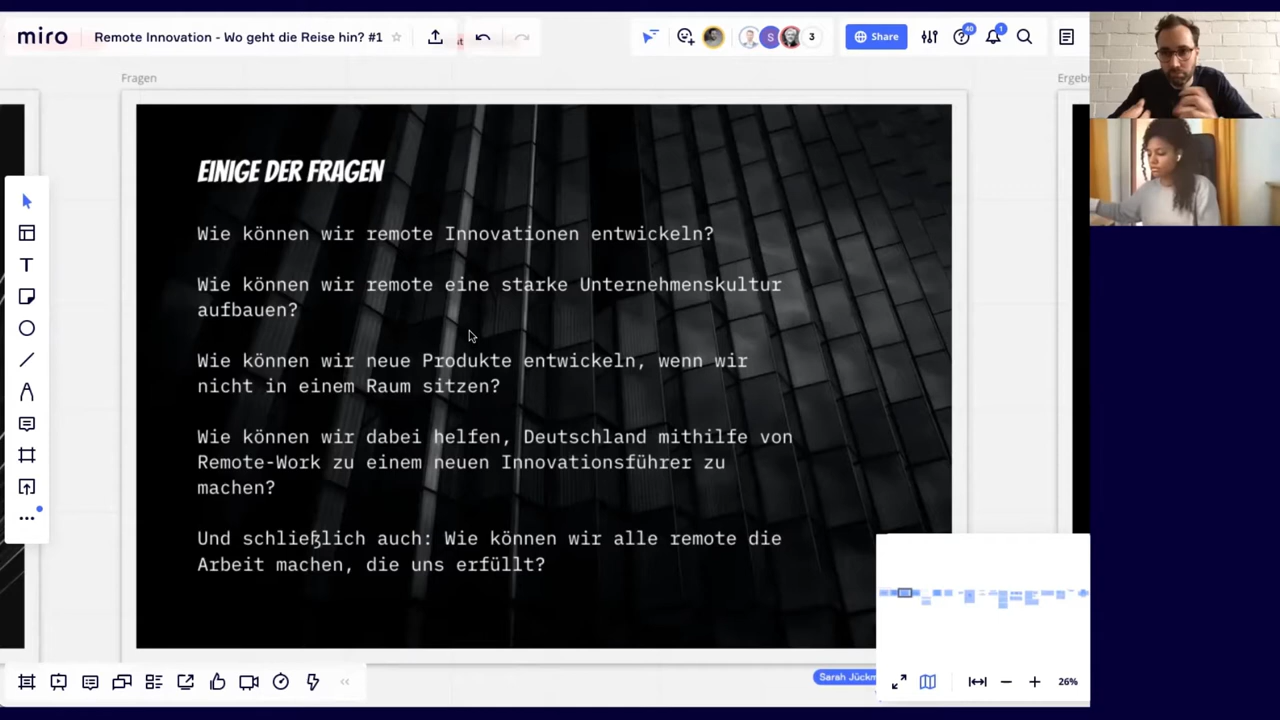 miro
Remote Innovation - Wo geht die Reise hin? #1
S
3
Share
40
1
Fragen
EINIGE DER FRAGEN
Wie können wir remote Innovationen entwickeln?
Wie können wir remote eine starke Unternehmenskultur
aufbauen?
Wie können wir neue Produkte entwickeln, wenn wir
nicht in einem Raum sitzen?
Wie können wir dabei helfen, Deutschland mithilfe von
Remote-Work zu einem neuen Innovationsführer zu
machen?
Und schließlich auch: Wie können wir alle remote die
Arbeit machen, die uns erfüllt?
Sarah
26%